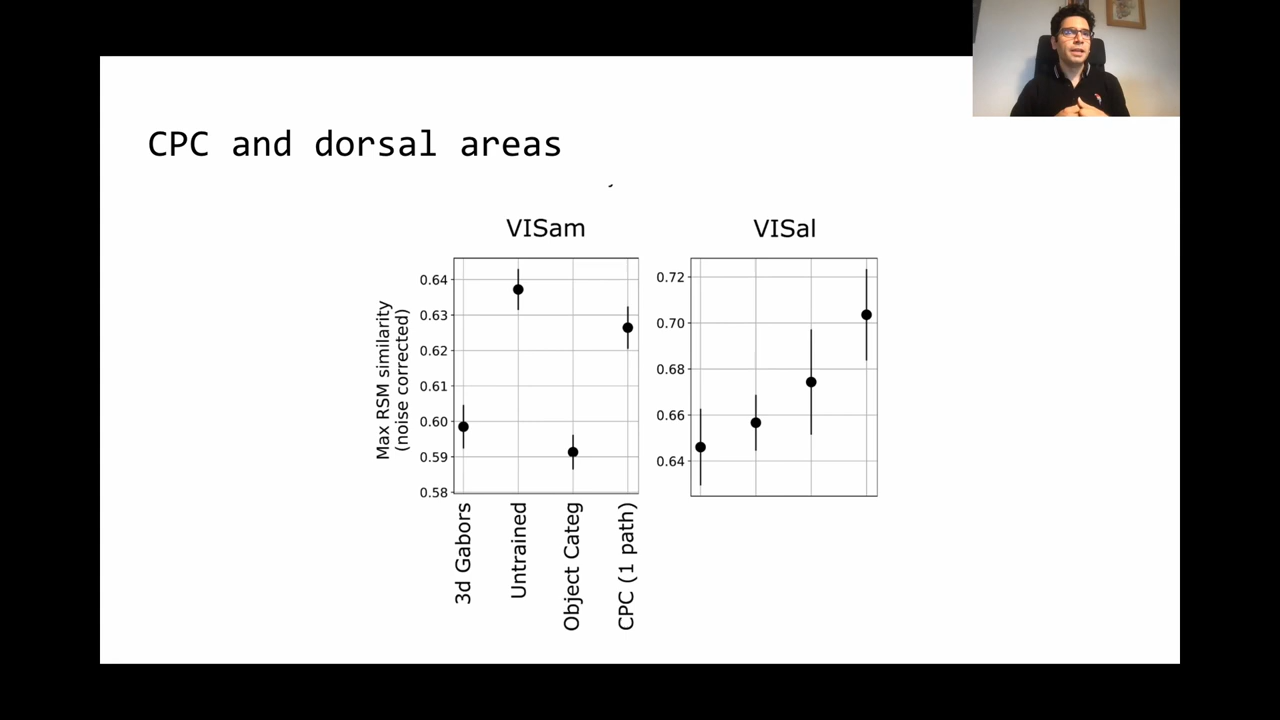 CPC and dorsal areas
VISam
VISal
Max RSM similarity
(noise corrected)
0.64
0.63
0.62
0.61
0.60
0.59
0.58
0.72
0.70
0.68
0.66
0.64
3d Gabors
Untrained
Object Categ
CPC (1 path)